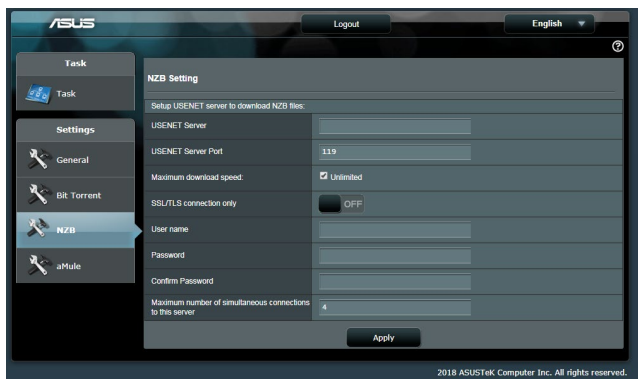 ASUS
Logout
English
Task
Task
Settings
General
Bit Torrent
NZB
aMule
NZB Setting
Setup USENET server to download NZB files:
USENET Server
USENET Server Port
119
Maximum download speed:
Unlimited
SSL/TLS connection only
OFF
User name
Password
Confirm Password
Maximum number of simultaneous connections
to this server
4
Apply
2018 ASUSTeK Computer Inc. All rights reserved.